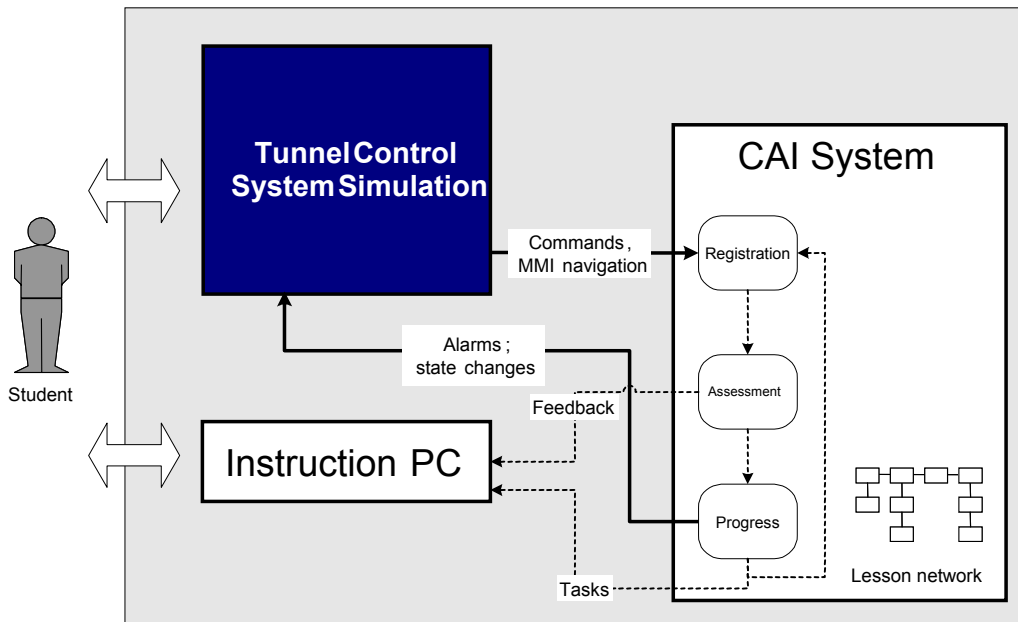 Tunnel Control
System Simulation
CAI System
Commands ,
MMI navigation
Registration
Alarms ;
state changes
Student
Assessment
Feedback
Instruction PC
Progress
Tasks
Lesson network